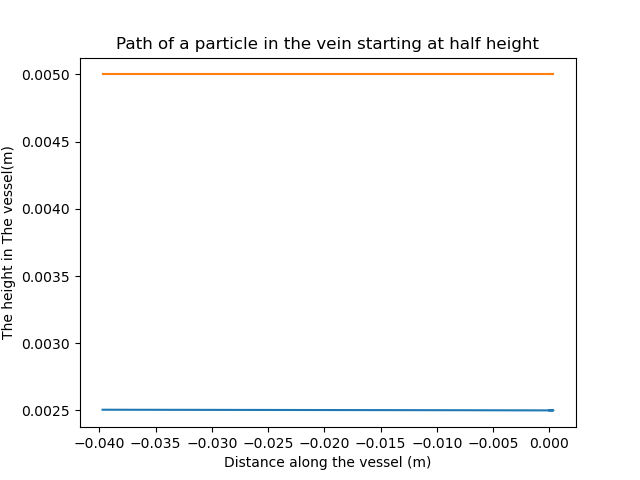 Path of a particle in the vein starting at half height
The height in The vessel(m)
0.0050
0.0045
0.0040
0.0035
0.0030
0.0025
−0.040 −0.035 −0.030 −0.025 −0.020 −0.015 −0.010 −0.005 0.000
Distance along the vessel (m)